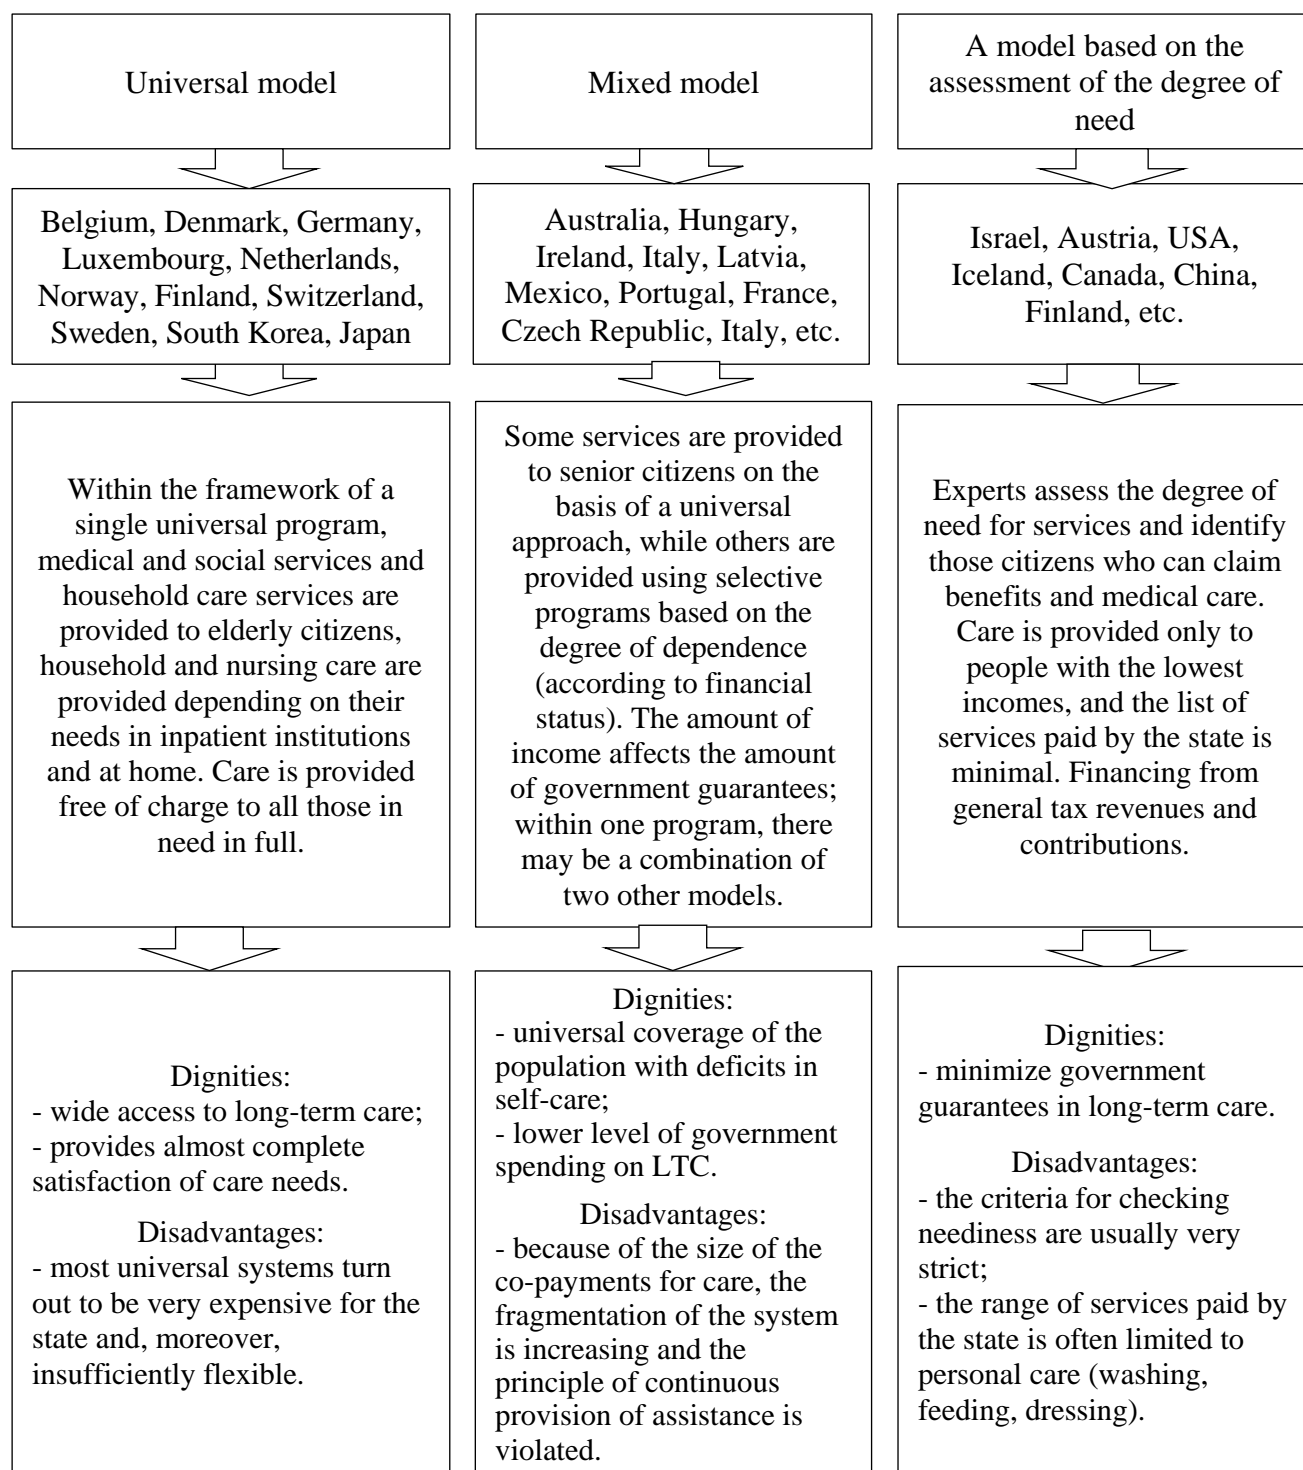 Universal model
Belgium, Denmark, Germany,
Luxembourg, Netherlands,
Norway, Finland, Switzerland,
Sweden, South Korea, Japan
Within the framework of a
single universal program,
medical and social services and
household care services are
provided to elderly citizens,
household and nursing care are
provided depending on their
needs in inpatient institutions
and at home. Care is provided
free of charge to all those in
need in full.
Dignities:
- wide access to long-term care;
- provides almost complete
satisfaction of care needs.
Disadvantages:
- most universal systems turn
out to be very expensive for the
state and, moreover,
insufficiently flexible.
Mixed model
Australia, Hungary,
Ireland, Italy, Latvia,
Mexico, Portugal, France,
Czech Republic, Italy, etc.
Some services are provided
to senior citizens on the
basis of a universal
approach, while others are
provided using selective
programs based on the
degree of dependence
(according to financial
status). The amount of
income affects the amount
of government guarantees;
within one program, there
may be a combination of
two other models.
Dignities:
- universal coverage of the
population with deficits in
self-care;
- lower level of government
spending on LTC.
Disadvantages:
- because of the size of the
co-payments for care, the
fragmentation of the system
is increasing and the
principle of continuous
provision of assistance is
violated.
A model based on the
assessment of the degree of
need
Israel, Austria, USA,
Iceland, Canada, China,
Finland, etc.
Experts assess the degree of
need for services and identify
those citizens who can claim
benefits and medical care.
Care is provided only to
people with the lowest
incomes, and the list of
services paid by the state is
minimal. Financing from
general tax revenues and
contributions.
Dignities:
- minimize government
guarantees in long-term care.
Disadvantages:
- the criteria for checking
neediness are usually very
strict;
- the range of services paid by
the state is often limited to
personal care (washing,
feeding, dressing).